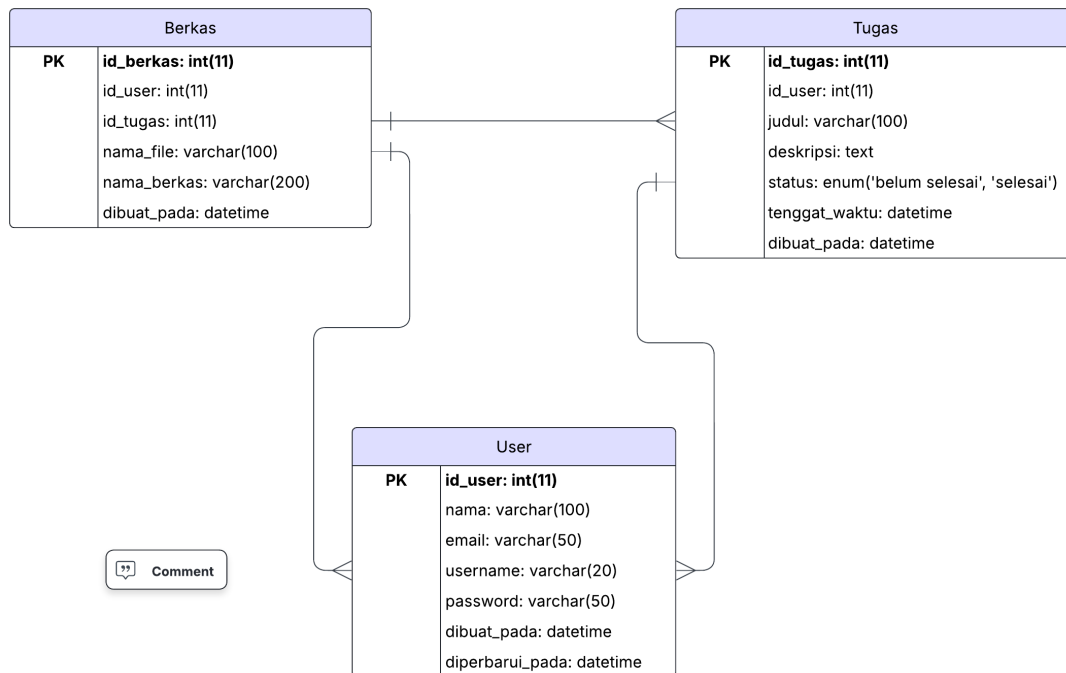 Berkas
PK id_berkas: int(11)
id_user: int(11)
id_tugas: int(11)
nama_file: varchar(100)
nama_berkas: varchar(200)
dibuat_pada: datetime
Tugas
PK id_tugas: int(11)
id_user: int(11)
judul: varchar(100)
deskripsi: text
status: enum('belum selesai', 'selesai')
tenggat_waktu: datetime
dibuat_pada: datetime
User
PK id_user: int(11)
nama: varchar(100)
email: varchar(50)
username: varchar(20)
password: varchar(50)
dibuat_pada: datetime
diperbarui_pada: datetime
Comment